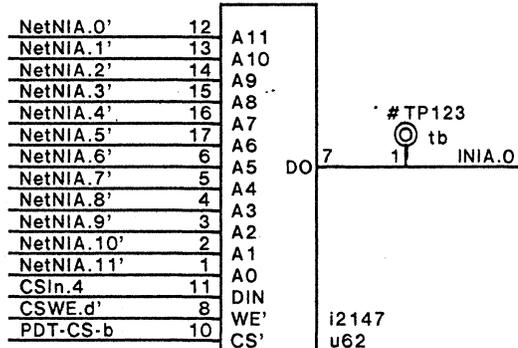 NetNIA.0' 12 A11
NetNIA.1' 13 A10
NetNIA.2' 14 A9
NetNIA.3' 15 A8
NetNIA.4' 16 A7
NetNIA.5' 17 A6
NetNIA.6' 6 A5
NetNIA.7' 5 A4
NetNIA.8' 4 A3
NetNIA.9' 3 A2
NetNIA.10' 2 A1
NetNIA.11' 1 A0
CSIn.4 11 DIN
CSWE.d' 8 WE'
PDT-CS-b 10 CS'
#TP123
tb
DO 7 1 INIA.0
i2147
u62